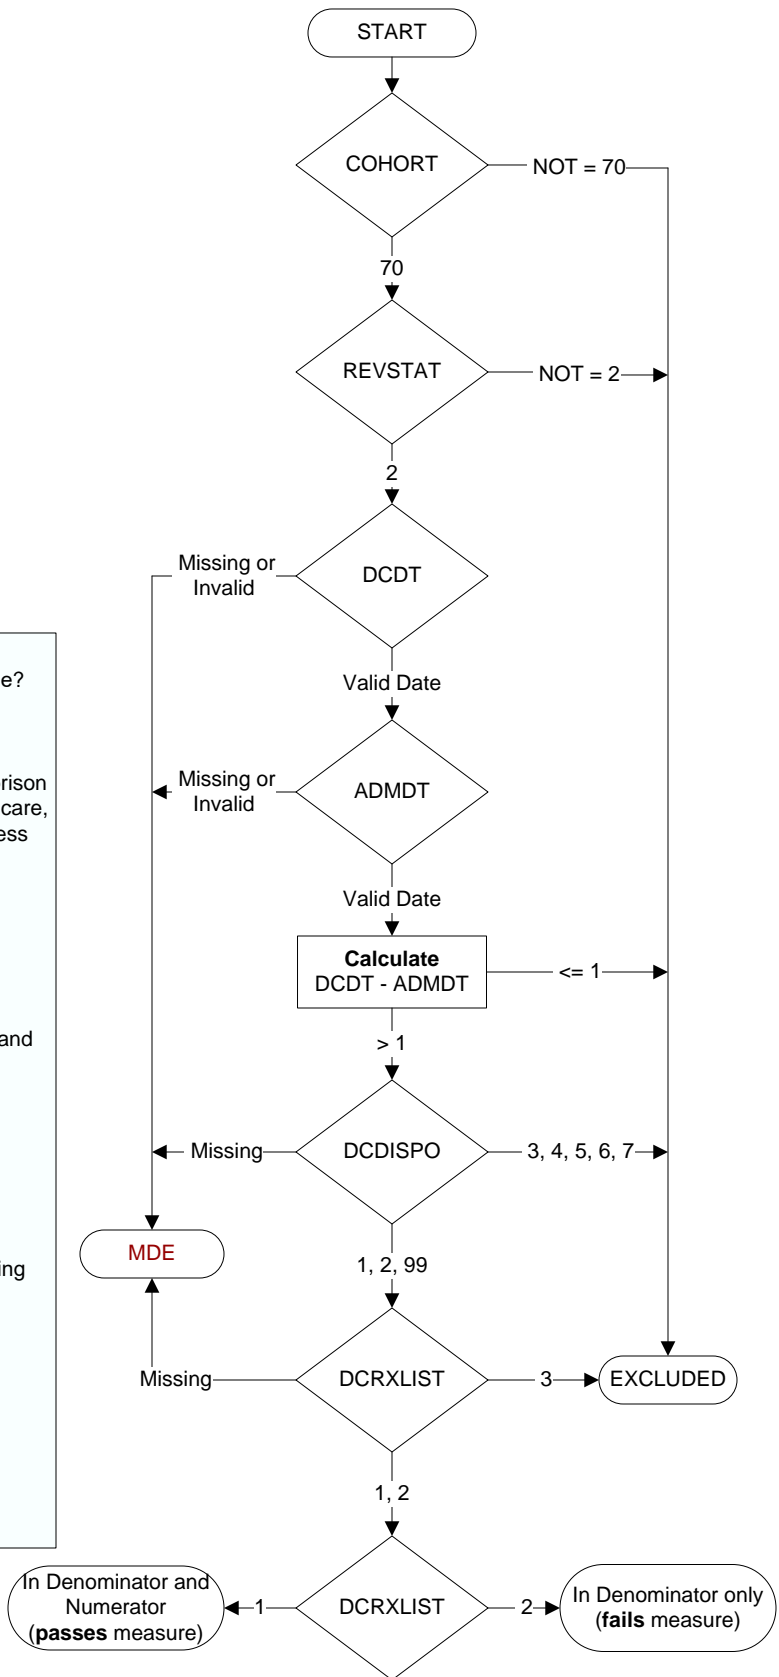 START
COHORT
NOT = 70
70
REVSTAT
NOT = 2
2
Missing or
Invalid
DCDT
Valid Date
e?
rison
care,
ess
Missing or
Invalid
ADMDT
Valid Date
Calculate
DCDT - ADMDT
<= 1
and
> 1
Missing
DCDISPO
3, 4, 5, 6, 7
MDE
1, 2, 99
ing
Missing
DCRXLIST
3
EXCLUDED
1, 2
In Denominator and
Numerator
(passes measure)
1
DCRXLIST
2
In Denominator only
(fails measure)